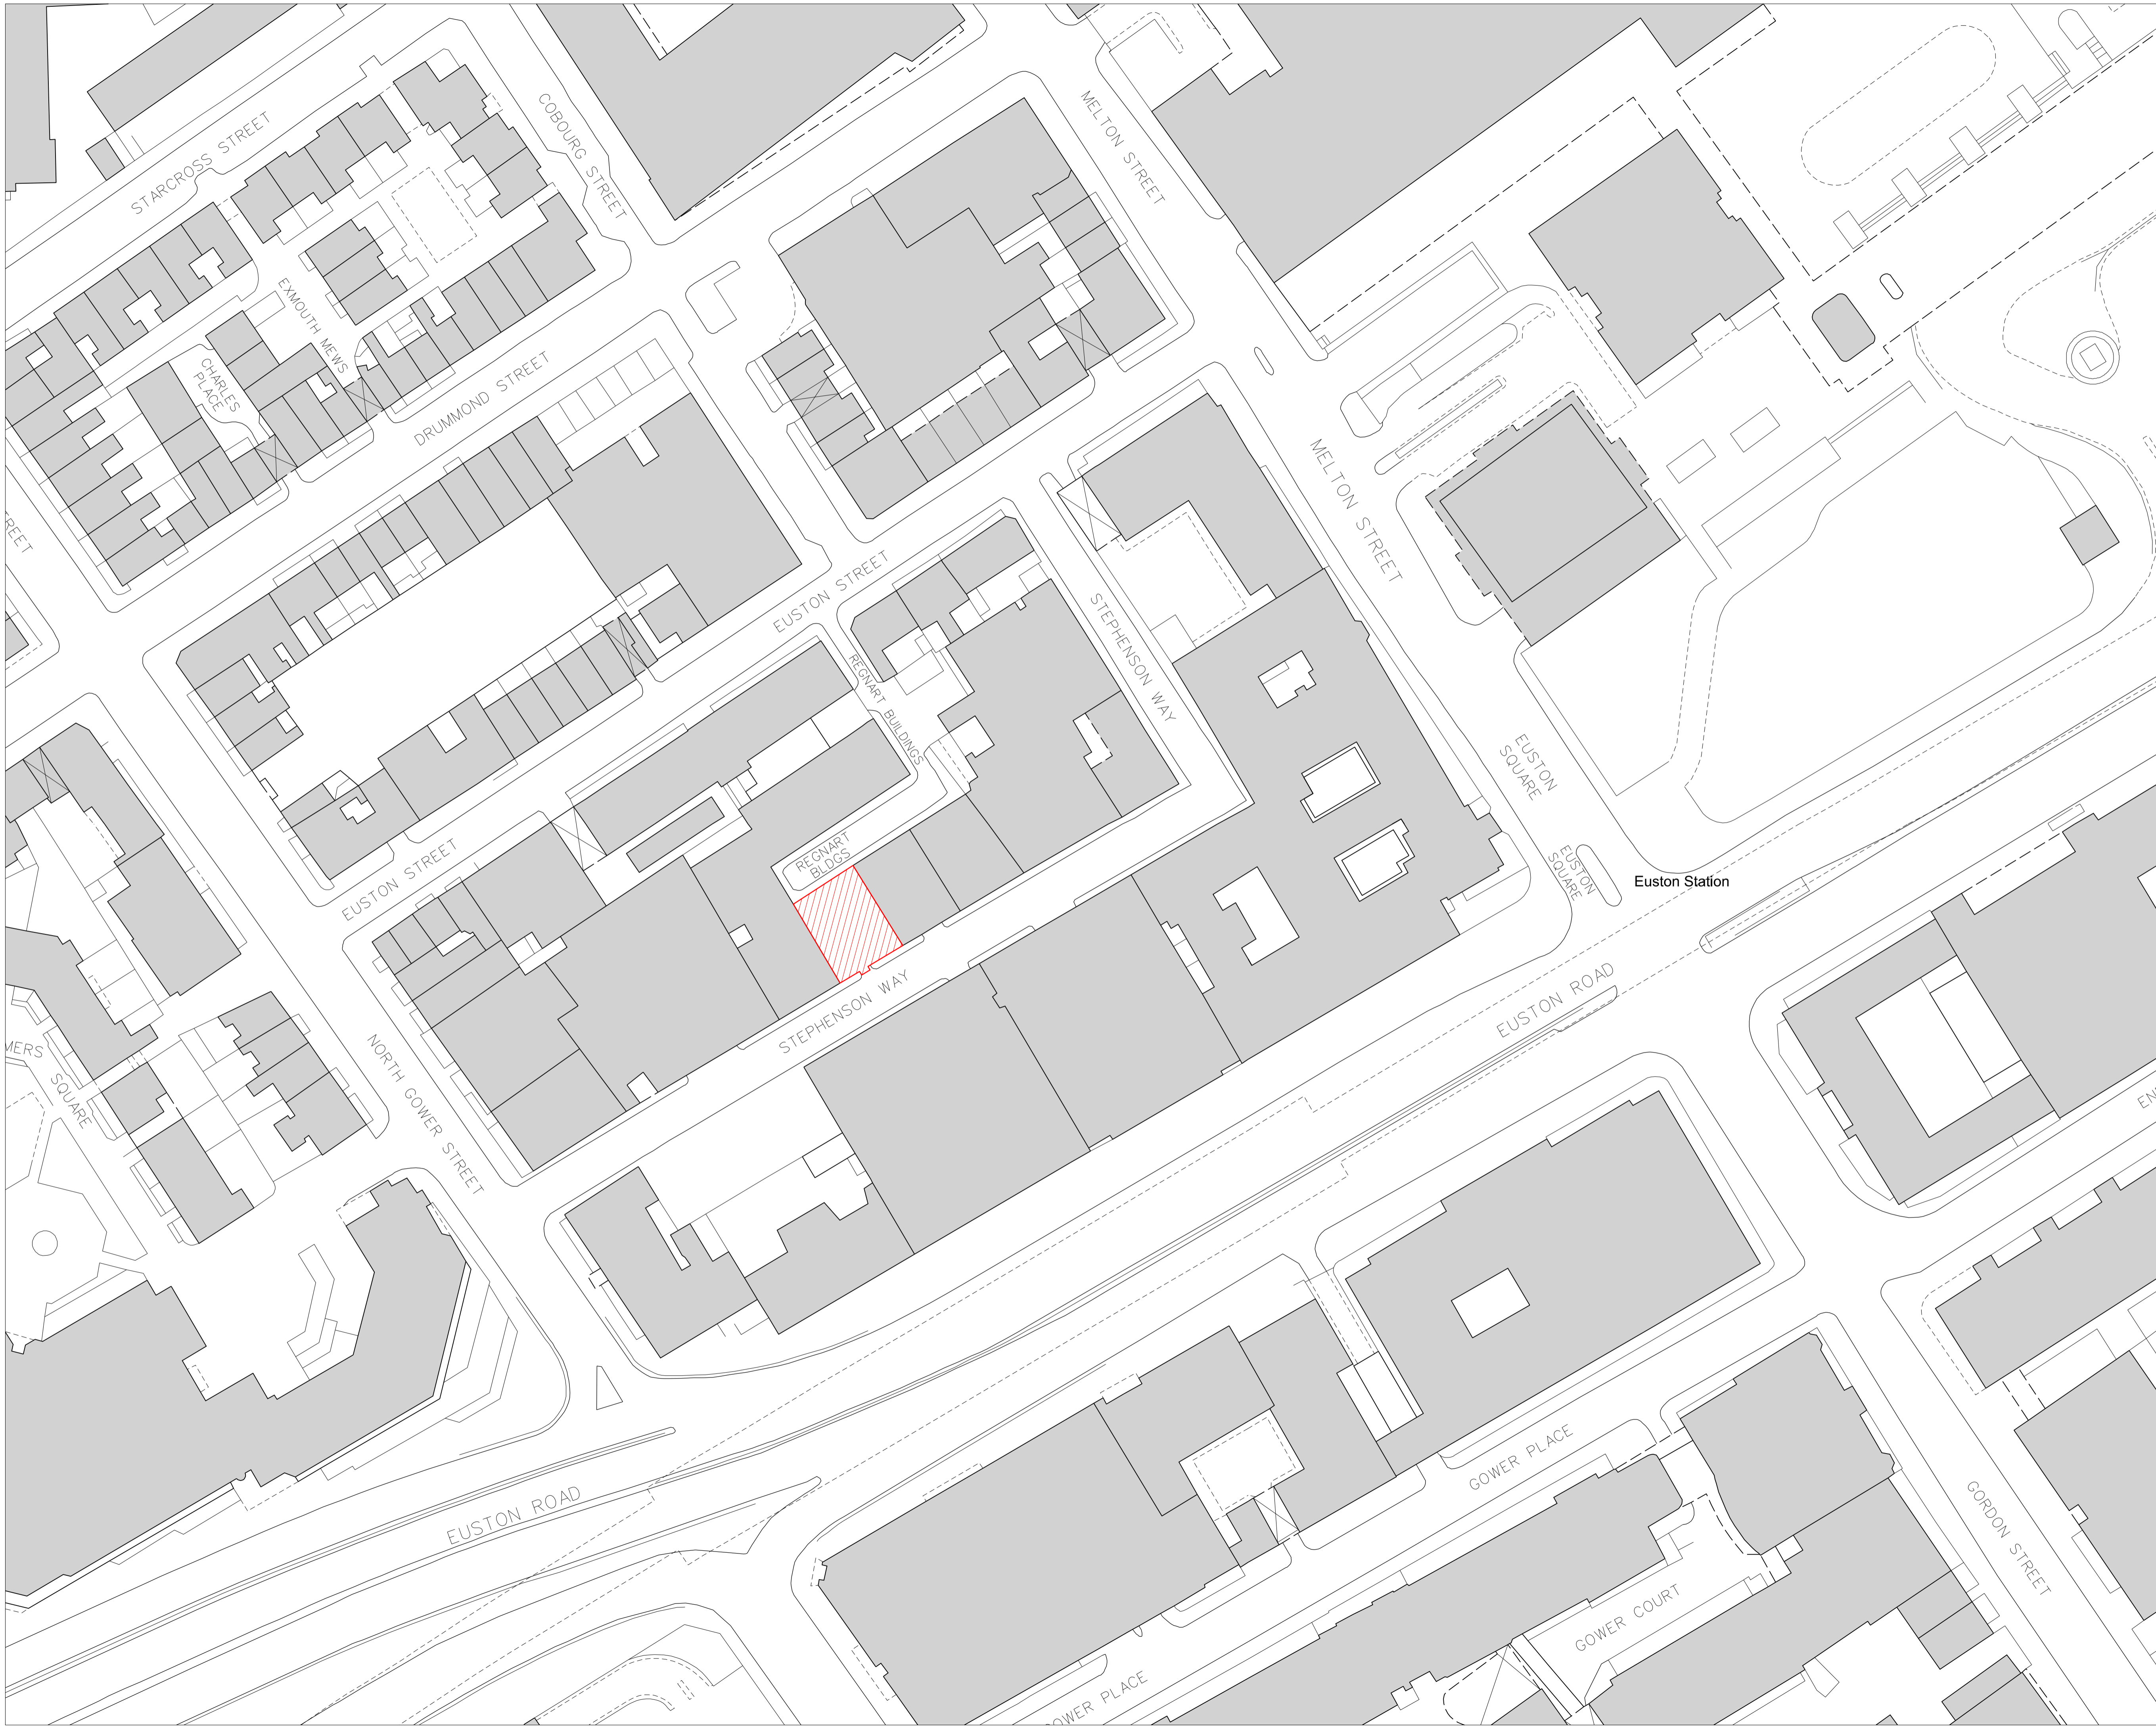 STARCROSS STREET
COBOURG STREET
MELTON STREET
EXMOUTH MEWS
CHARLES
PLACE
DRUMMOND STREET
MELTON STREET
EUSTON STREET
STEPHENSON WAY
REGNART BUILDINGS
EUSTON
SQUARE
REGNART
BLDGS
EUSTON
SQUARE
Euston Station
EUSTON STREET
STEPHENSON WAY
EUSTON ROAD
NORTH GOWER STREET
SQUARE
GOWER PLACE
EUSTON ROAD
GORDON STREET
GOWER COURT
GOWER PLACE